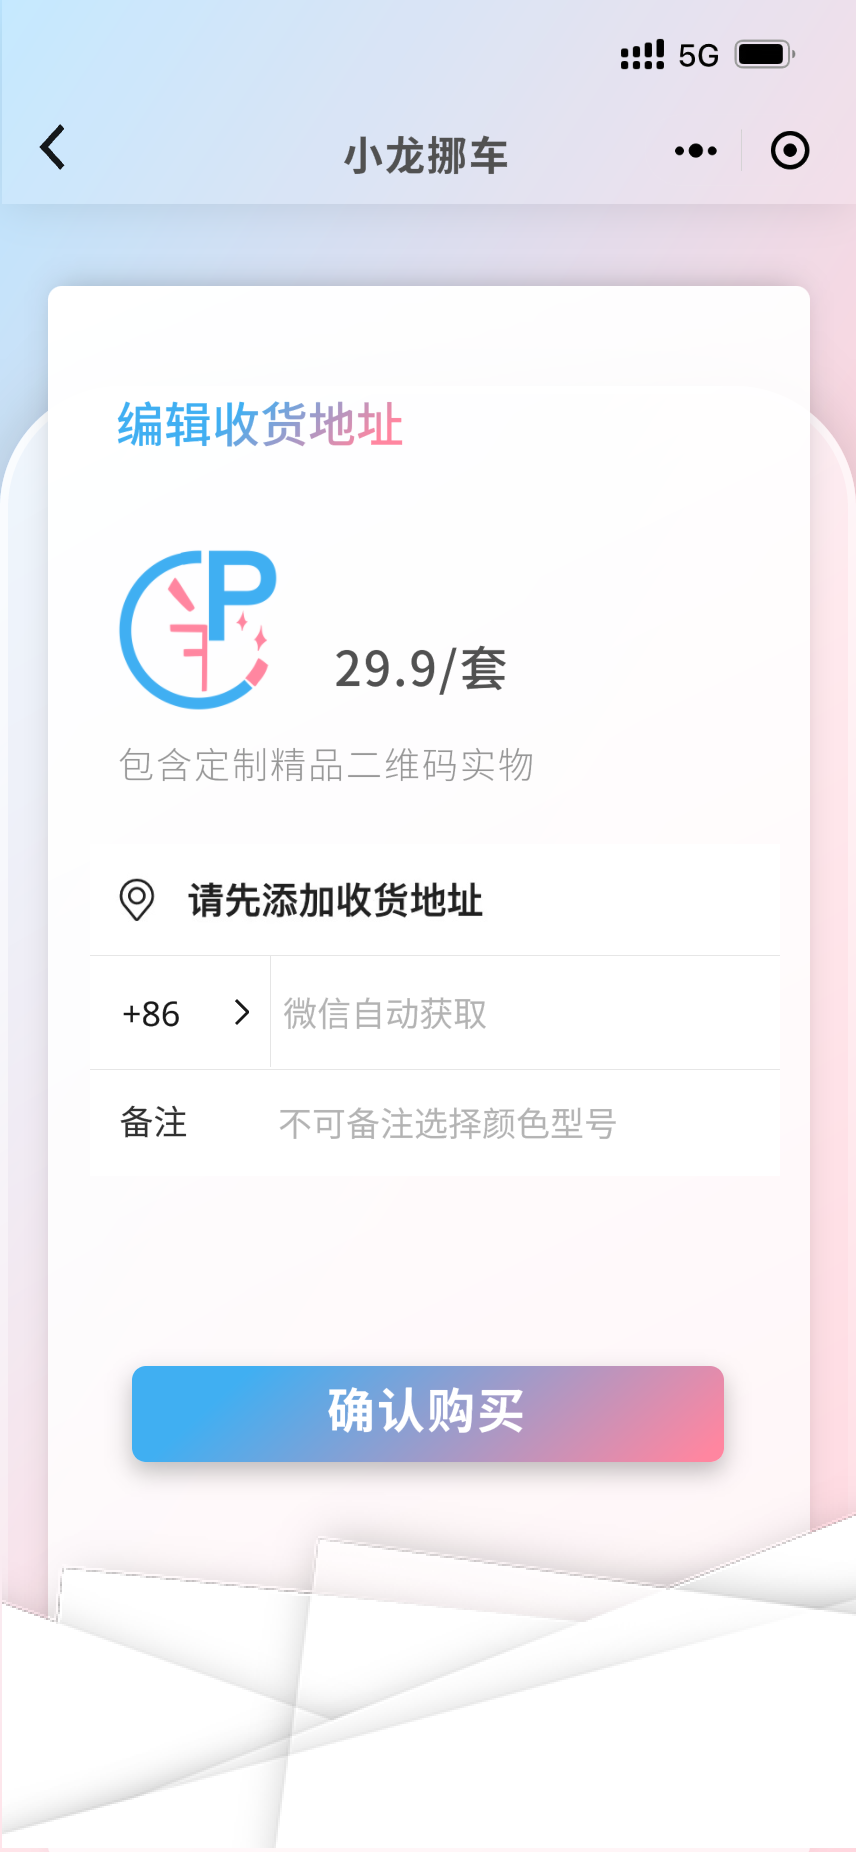 5G
小龙挪车
编辑收货地址
P
29.9/套
包含定制精品二维码实物
请先添加收货地址
+86
微信自动获取
备注
不可备注选择颜色型号
确认购买